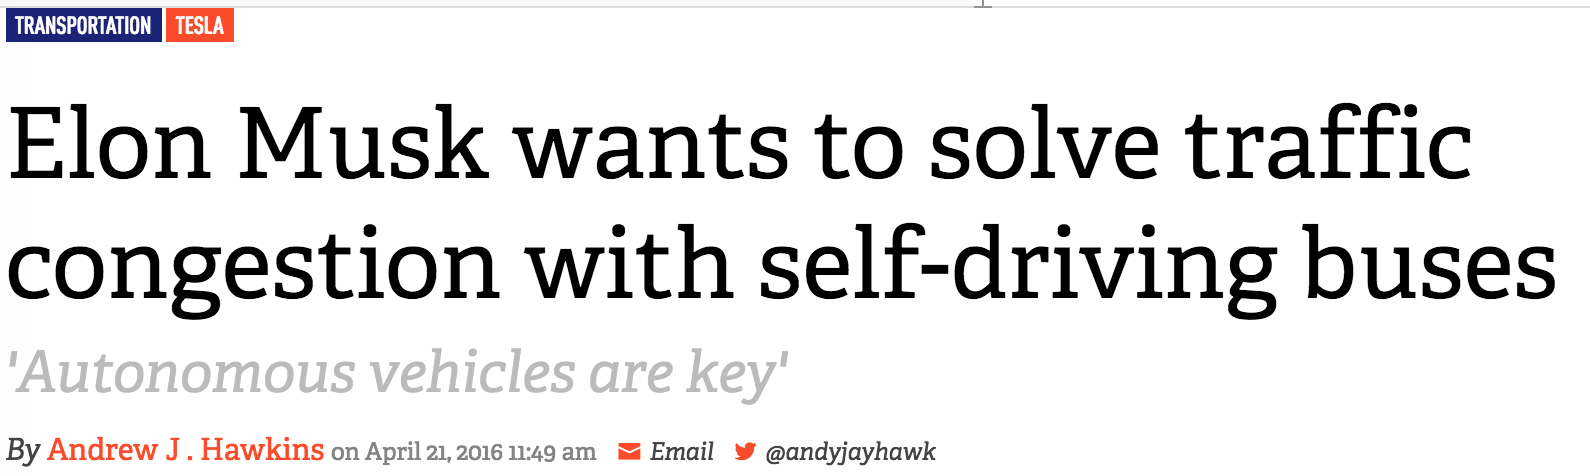 TRANSPORTATION TESLA
Elon Musk wants to solve traffic
congestion with self-driving buses
'Autonomous vehicles are key'
By Andrew J. Hawkins on April 21, 2016 11:49 am Email @andyjayhawk